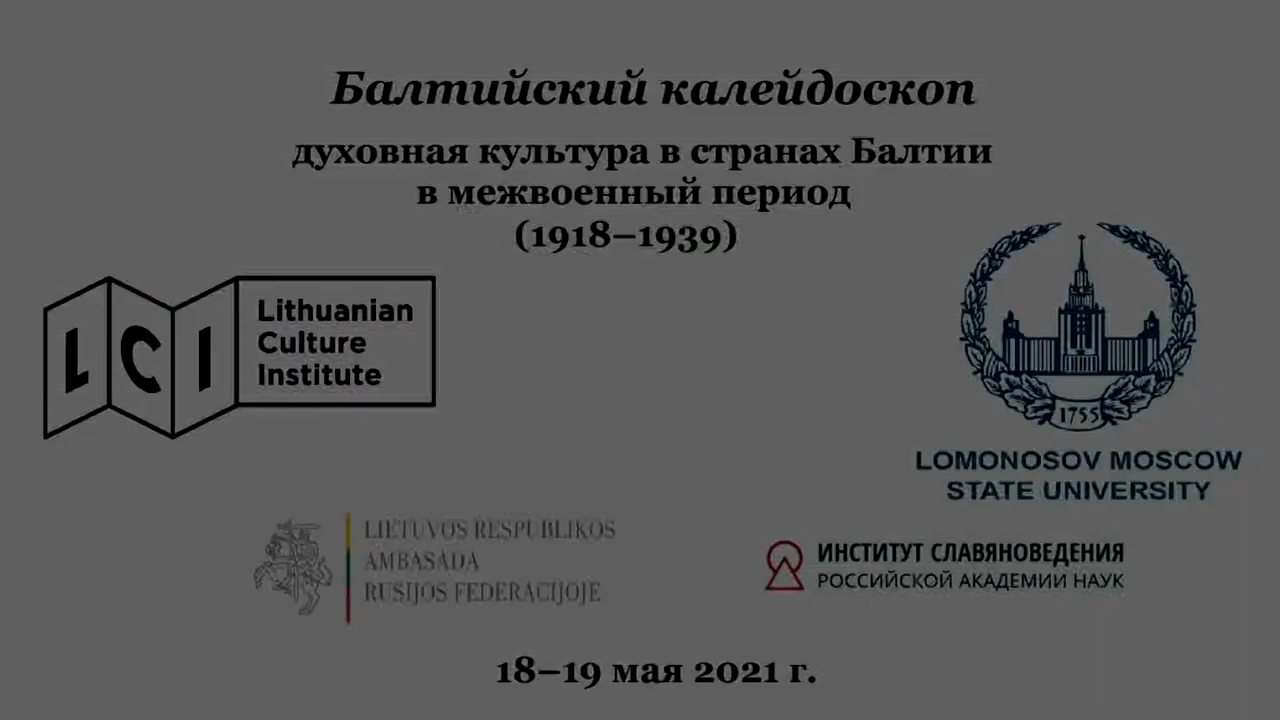 Балтийский калейдоскоп
духовная культура в странах Балтии
в межвоенный период
(1918–1939)
LCI
Lithuanian
Culture
Institute
1755
LOMONOSOV MOSCOW
STATE UNIVERSITY
LIETUVOS RESPUBLIKOS
AMBASADA
RUSIJOS FEDERACIJOJE
ИНСТИТУТ СЛАВЯНОВЕДЕНИЯ
РОССИЙСКОЙ АКАДЕМИИ НАУК
18–19 мая 2021 г.